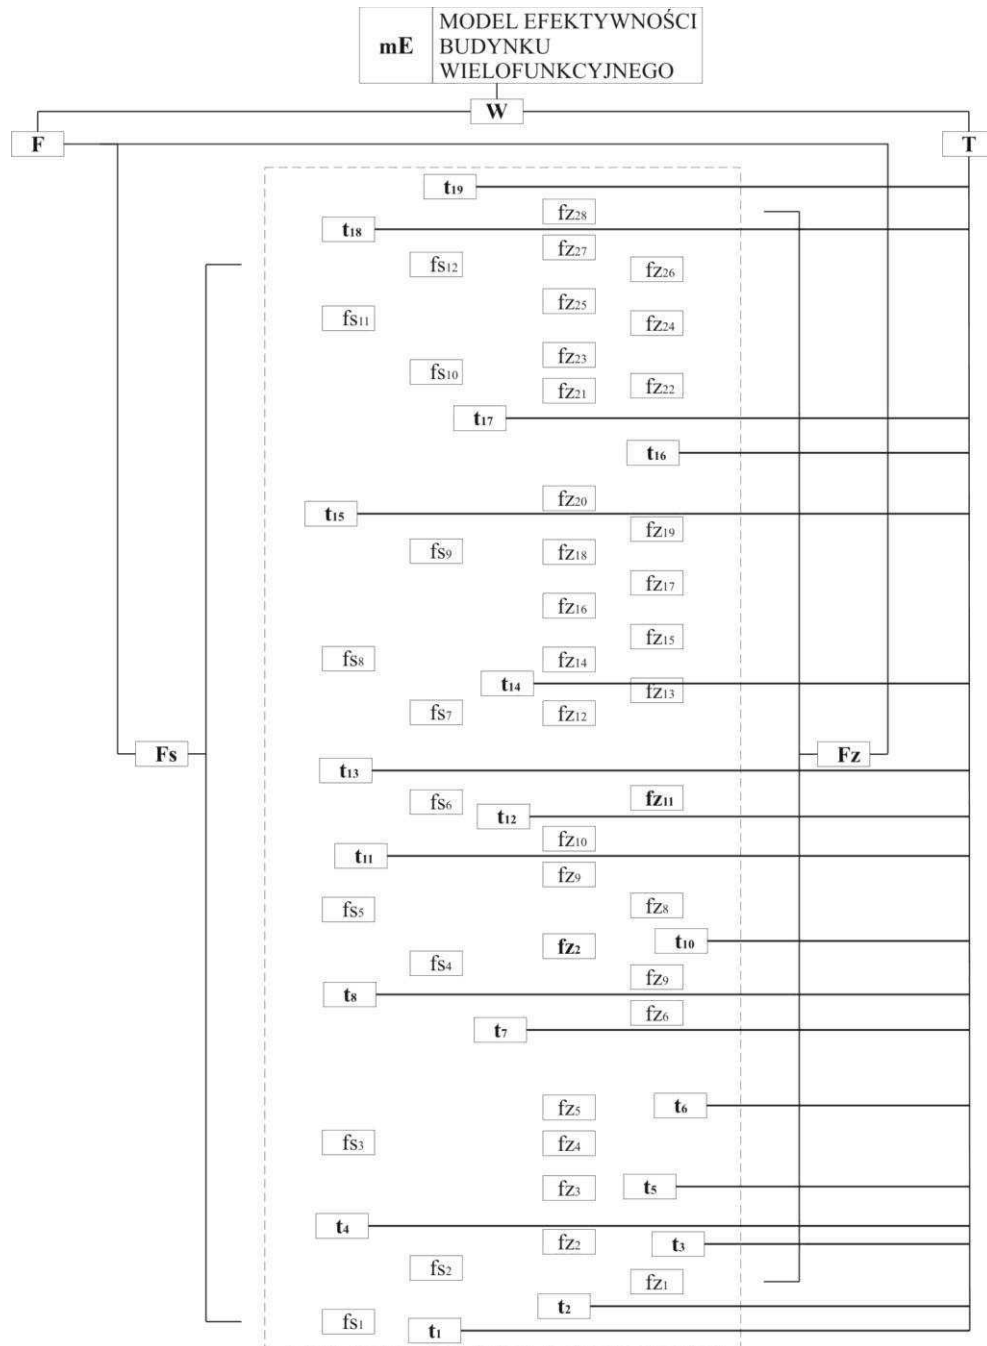 mE
MODEL EFEKTYWNOŚCI
BUDYNKU
WIELOFUNKCYJNEGO
W
F
T
t19
fz28
t18
fz27
fs12
fz26
fz25
fs11
fz24
fz23
fs10
fz22
fz21
t17
t16
fz20
t15
fz19
fs9
fz18
fz17
fz16
fz15
fs8
fz14
t14
fz13
fs7
fz12
Fs
Fz
t13
fs6
fz11
t12
fz10
t11
fz9
fs5
fz8
fz2
t10
fs4
fz9
t8
fz6
t7
fz5
t6
fs3
fz4
fz3
t5
t4
fz2
t3
fs2
fz1
t2
fs1
t1